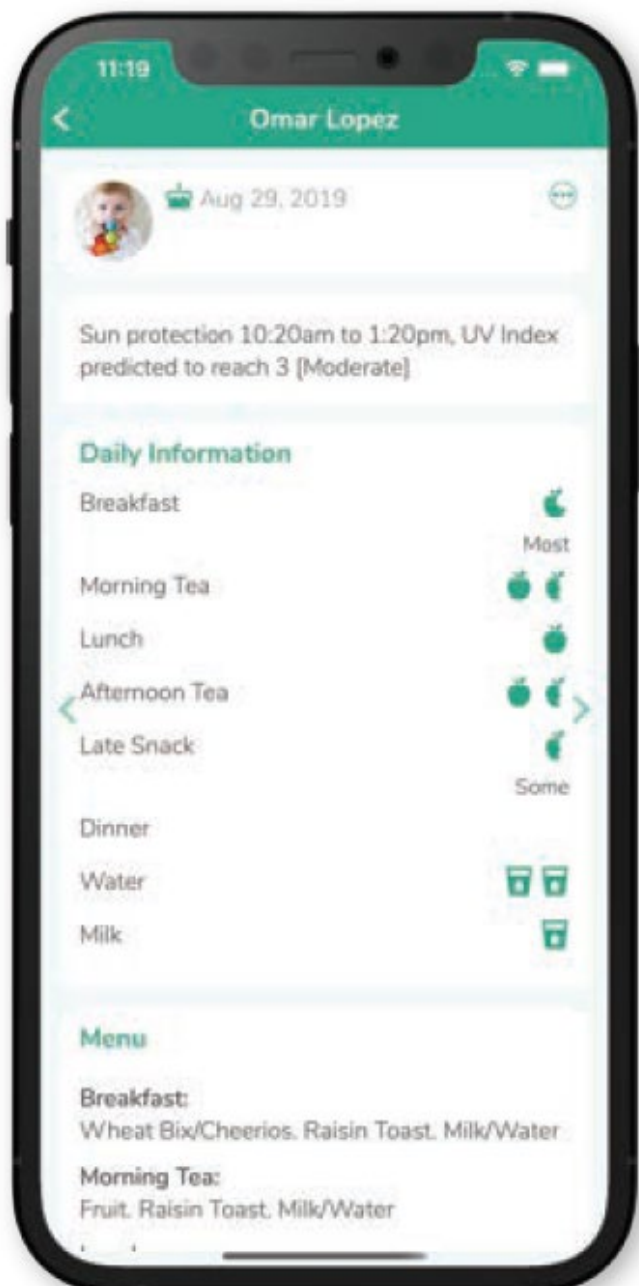 11:19
Omar Lopez
Aug 29, 2019
Sun protection 10:20am to 1:20pm, UV Index
predicted to reach 3 [Moderate]
Daily Information
Breakfast
Most
Morning Tea
Lunch
Afternoon Tea
Late Snack
Some
Dinner
Water
Milk
Menu
Breakfast:
Wheat Bix/Cheerios. Raisin Toast. Milk/Water
Morning Tea:
Fruit. Raisin Toast. Milk/Water